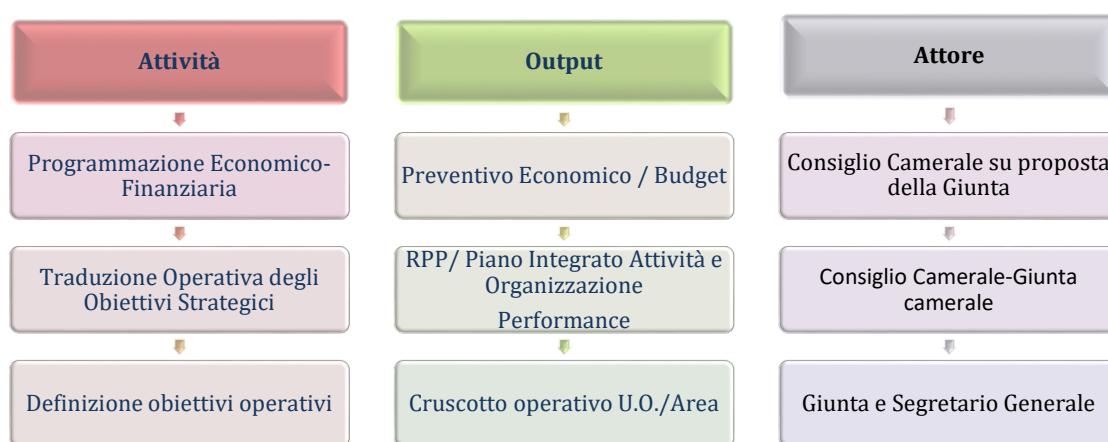 Attività
Programmazione Economico-
Finanziaria
Traduzione Operativa degli
Obiettivi Strategici
Definizione obiettivi operativi
Output
Preventivo Economico / Budget
RPP/ Piano Integrato Attività e
Organizzazione
Performance
Cruscotto operativo U.O./Area
Attore
Consiglio Camerale su proposta
della Giunta
Consiglio Camerale-Giunta
camerale
Giunta e Segretario Generale